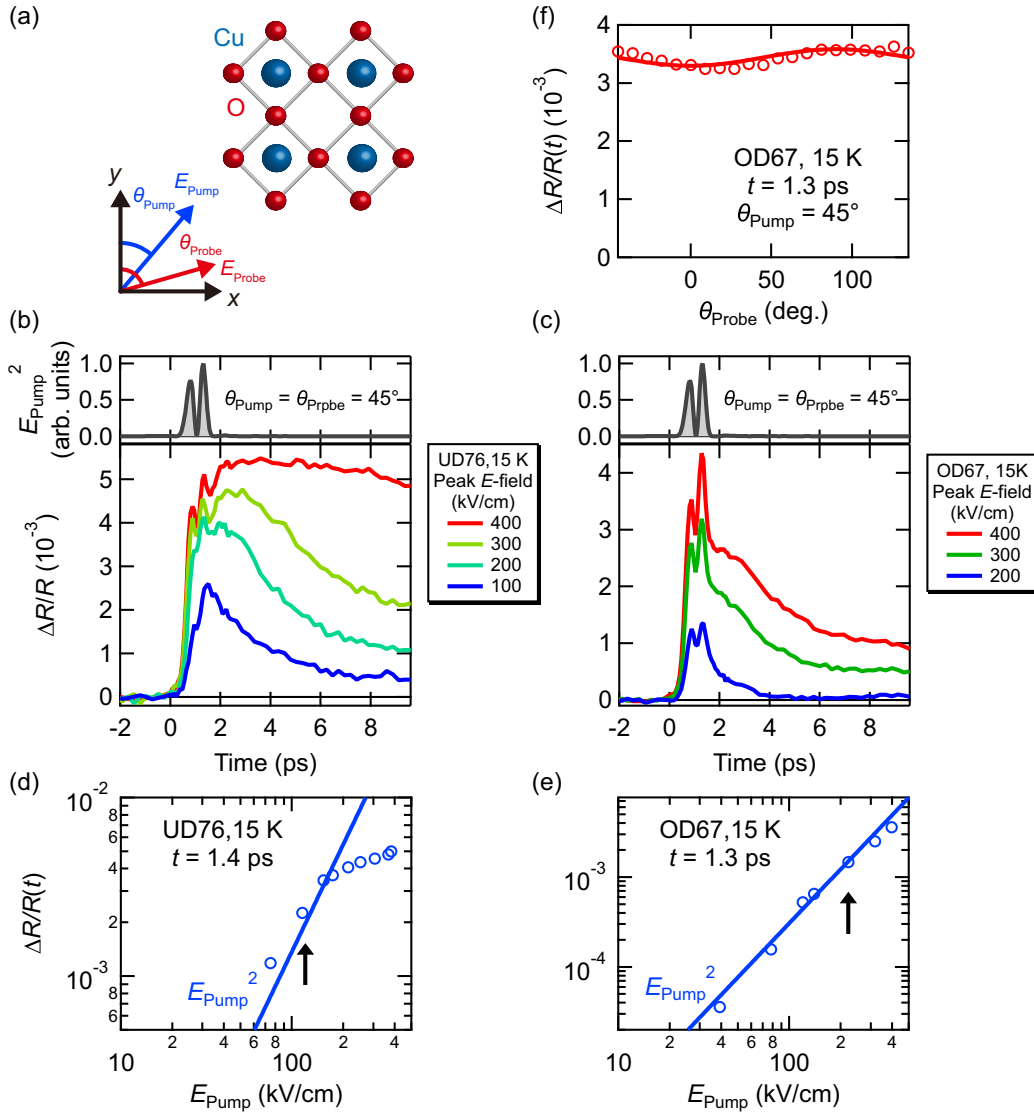 (a)
Cu
O
y
θPump
EPump
θProbe
EProbe
x
(f)
4
3
2
1
0
ΔR/R(t) (10-3)
OD67, 15 K
t = 1.3 ps
θPump = 45°
0
50
100
θProbe (deg.)
(b)
1.0
0.5
0.0
EPump2
(arb. units)
θPump = θPrpbe = 45°
5
4
3
2
1
0
ΔR/R (10-3)
-2
0
2
4
6
8
Time (ps)
UD76,15 K
Peak E-field
(kV/cm)
400
300
200
100
(c)
1.0
0.5
0.0
θPump = θPrpbe = 45°
4
3
2
1
0
-2
0
2
4
6
8
Time (ps)
OD67, 15K
Peak E-field
(kV/cm)
400
300
200
(d)
10-2
8
6
4
2
10-3
8
6
ΔR/R(t)
UD76,15 K
t = 1.4 ps
EPump2
10
2
4
6
8
100
2
4
EPump (kV/cm)
(e)
10-3
10-4
OD67,15 K
t = 1.3 ps
EPump2
10
2
4
6
8
100
2
4
EPump (kV/cm)